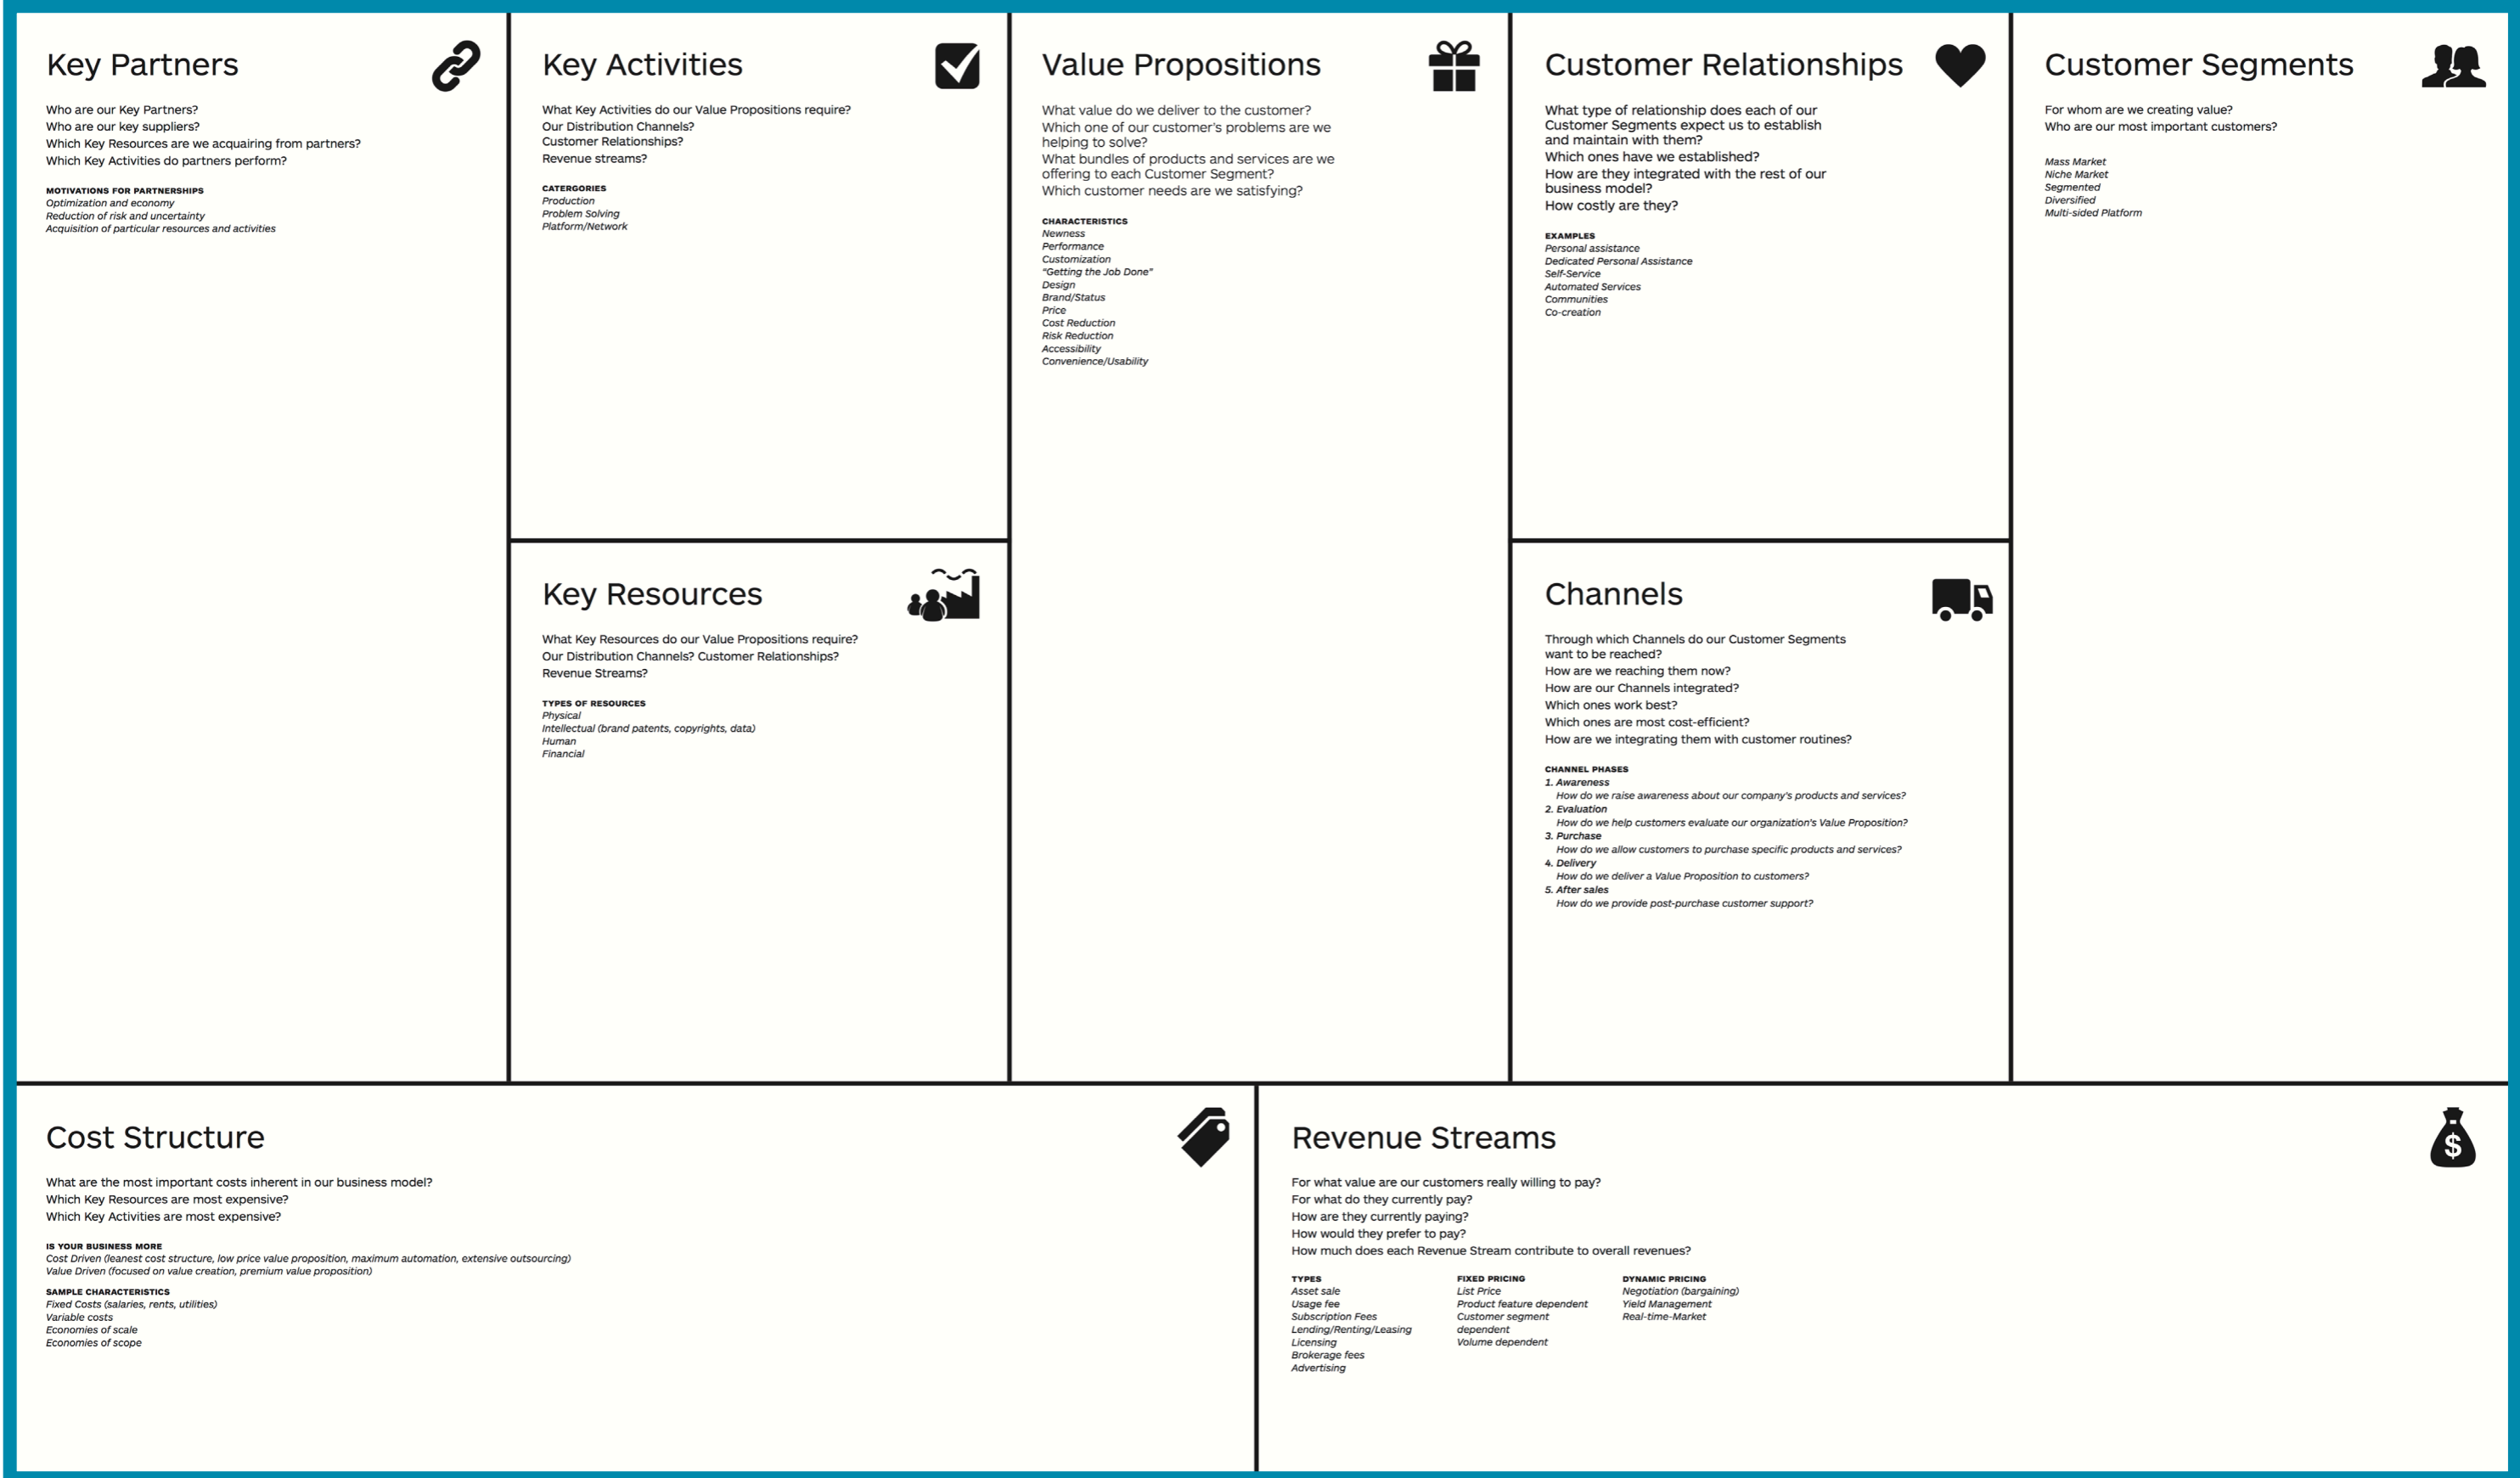 Key Partners
Who are our Key Partners?
Who are our key suppliers?
Which Key Resources are we acquiring from partners?
Which Key Activities do partners perform?
MOTIVATIONS FOR PARTNERSHIPS
Optimization and economy
Reduction of risk and uncertainty
Acquisition of particular resources and activities
Key Activities
What Key Activities do our Value Propositions require?
Our Distribution Channels?
Customer Relationships?
Revenue streams?
CATERGORIES
Production
Problem Solving
Platform/Network
Key Resources
What Key Resources do our Value Propositions require?
Our Distribution Channels? Customer Relationships?
Revenue Streams?
TYPES OF RESOURCES
Physical
Intellectual (brand patents, copyrights, data)
Human
Financial
Value Propositions
What value do we deliver to the customer?
Which one of our customer's problems are we
helping to solve?
What bundles of products and services are we
offering to each Customer Segment?
Which customer needs are we satisfying?
CHARACTERISTICS
Newness
Performance
Customization
“Getting the Job Done”
Design
Brand/Status
Price
Cost Reduction
Risk Reduction
Accessibility
Convenience/Usability
Customer Relationships
What type of relationship does each of our
Customer Segments expect us to establish
and maintain with them?
Which ones have we established?
How are they integrated with the rest of our
business model?
How costly are they?
EXAMPLES
Personal assistance
Dedicated Personal Assistance
Self-Service
Automated Services
Communities
Co-creation
Channels
Through which Channels do our Customer Segments
want to be reached?
How are we reaching them now?
How are our Channels integrated?
Which ones work best?
Which ones are most cost-efficient?
How are we integrating them with customer routines?
CHANNEL PHASES
1. Awareness
How do we raise awareness about our company's products and services?
2. Evaluation
How do we help customers evaluate our organization's Value Proposition?
3. Purchase
How do we allow customers to purchase specific products and services?
4. Delivery
How do we deliver a Value Proposition to customers?
5. After sales
How do we provide post-purchase customer support?
Customer Segments
For whom are we creating value?
Who are our most important customers?
Mass Market
Niche Market
Segmented
Diversified
Multi-sided Platform
Cost Structure
What are the most important costs inherent in our business model?
Which Key Resources are most expensive?
Which Key Activities are most expensive?
IS YOUR BUSINESS MORE
Cost Driven (leanest cost structure, low price value proposition, maximum automation, extensive outsourcing)
Value Driven (focused on value creation, premium value proposition)
SAMPLE CHARACTERISTICS
Fixed Costs (salaries, rents, utilities)
Variable costs
Economies of scale
Economies of scope
Revenue Streams
For what value are our customers really willing to pay?
For what do they currently pay?
How are they currently paying?
How would they prefer to pay?
How much does each Revenue Stream contribute to overall revenues?
TYPES
Asset sale
Usage fee
Subscription Fees
Lending/Renting/Leasing
Licensing
Brokerage fees
Advertising
FIXED PRICING
List Price
Product feature dependent
Customer segment
dependent
Volume dependent
DYNAMIC PRICING
Negotiation (bargaining)
Yield Management
Real-time-Market
$